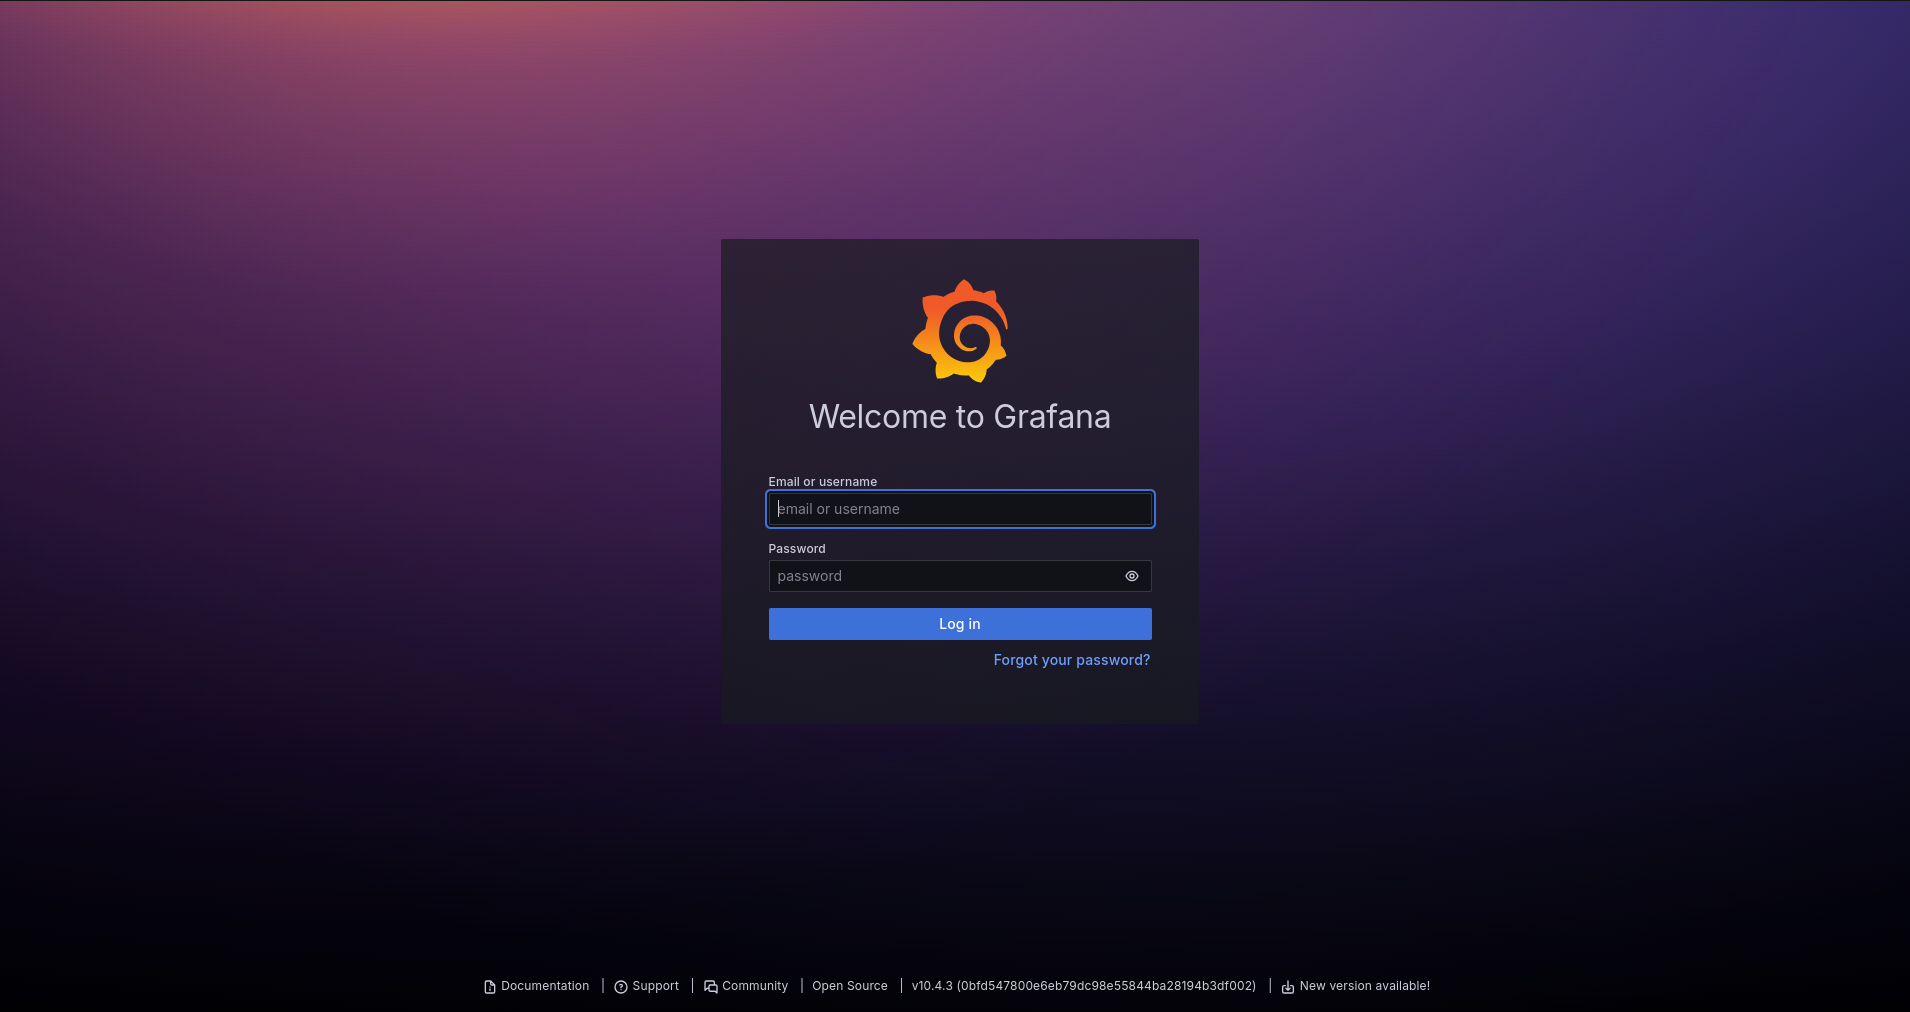 Welcome to Grafana
Email or username
email or username
Password
password
Log in
Forgot your password?
Documentation | Support | Community | Open Source | v10.4.3 (0bfd547800e6eb79dc98e55844ba28194b3df002) | New version available!